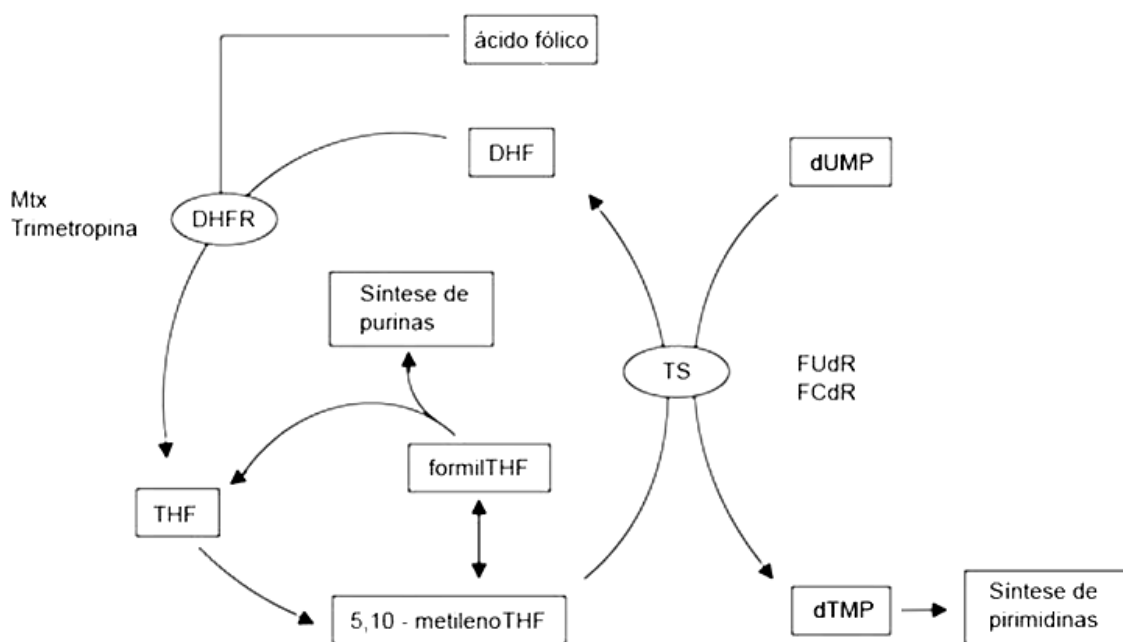 ácido fólico
DHF
dUMP
Mtx
Trimetropina
DHFR
Síntese de
purinas
TS
FUdR
FCdR
formilTHF
THF
5,10 - metilenoTHF
dTMP
Síntese de
pirimidinas